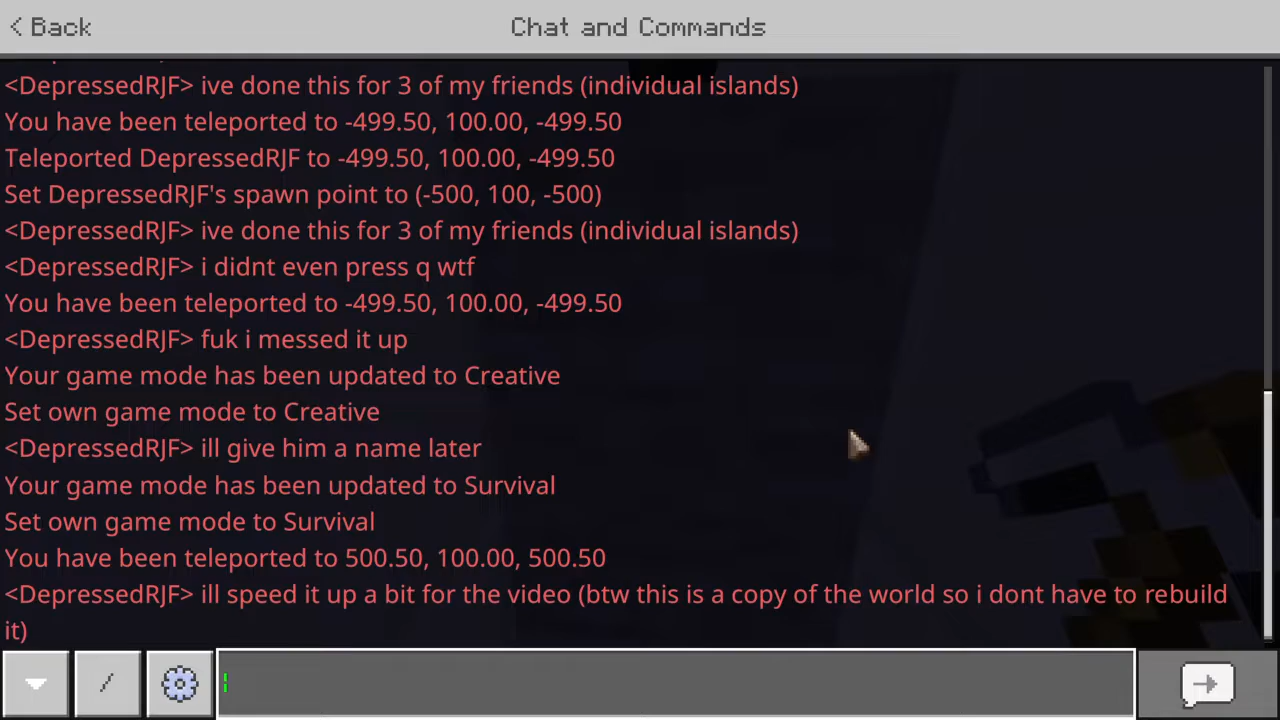 Back
Chat and Commands
<DepressedRJF> ive done this for 3 of my friends (individual islands)
You have been teleported to -499.50, 100.00, -499.50
Teleported DepressedRJF to -499.50, 100.00, -499.50
Set DepressedRJF's spawn point to (-500, 100, -500)
<DepressedRJF> ive done this for 3 of my friends (individual islands)
<DepressedRJF> i didnt even press q wtf
You have been teleported to -499.50, 100.00, -499.50
<DepressedRJF> fuk i messed it up
Your game mode has been updated to Creative
Set own game mode to Creative
<DepressedRJF> ill give him a name later
Your game mode has been updated to Survival
Set own game mode to Survival
You have been teleported to 500.50, 100.00, 500.50
<DepressedRJF> ill speed it up a bit for the video (btw this is a copy of the world so i dont have to rebuild
it)
/